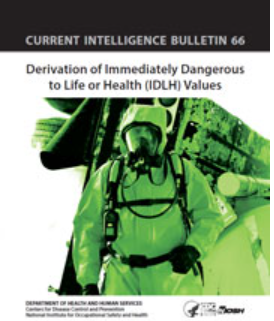 CURRENT INTELLIGENCE BULLETIN 66
Derivation of Immediately Dangerous
to Life or Health (IDLH) Values
DEPARTMENT OF HEALTH AND HUMAN SERVICES
Centers for Disease Control and Prevention
National Institute for Occupational Safety and Health
NIOSH